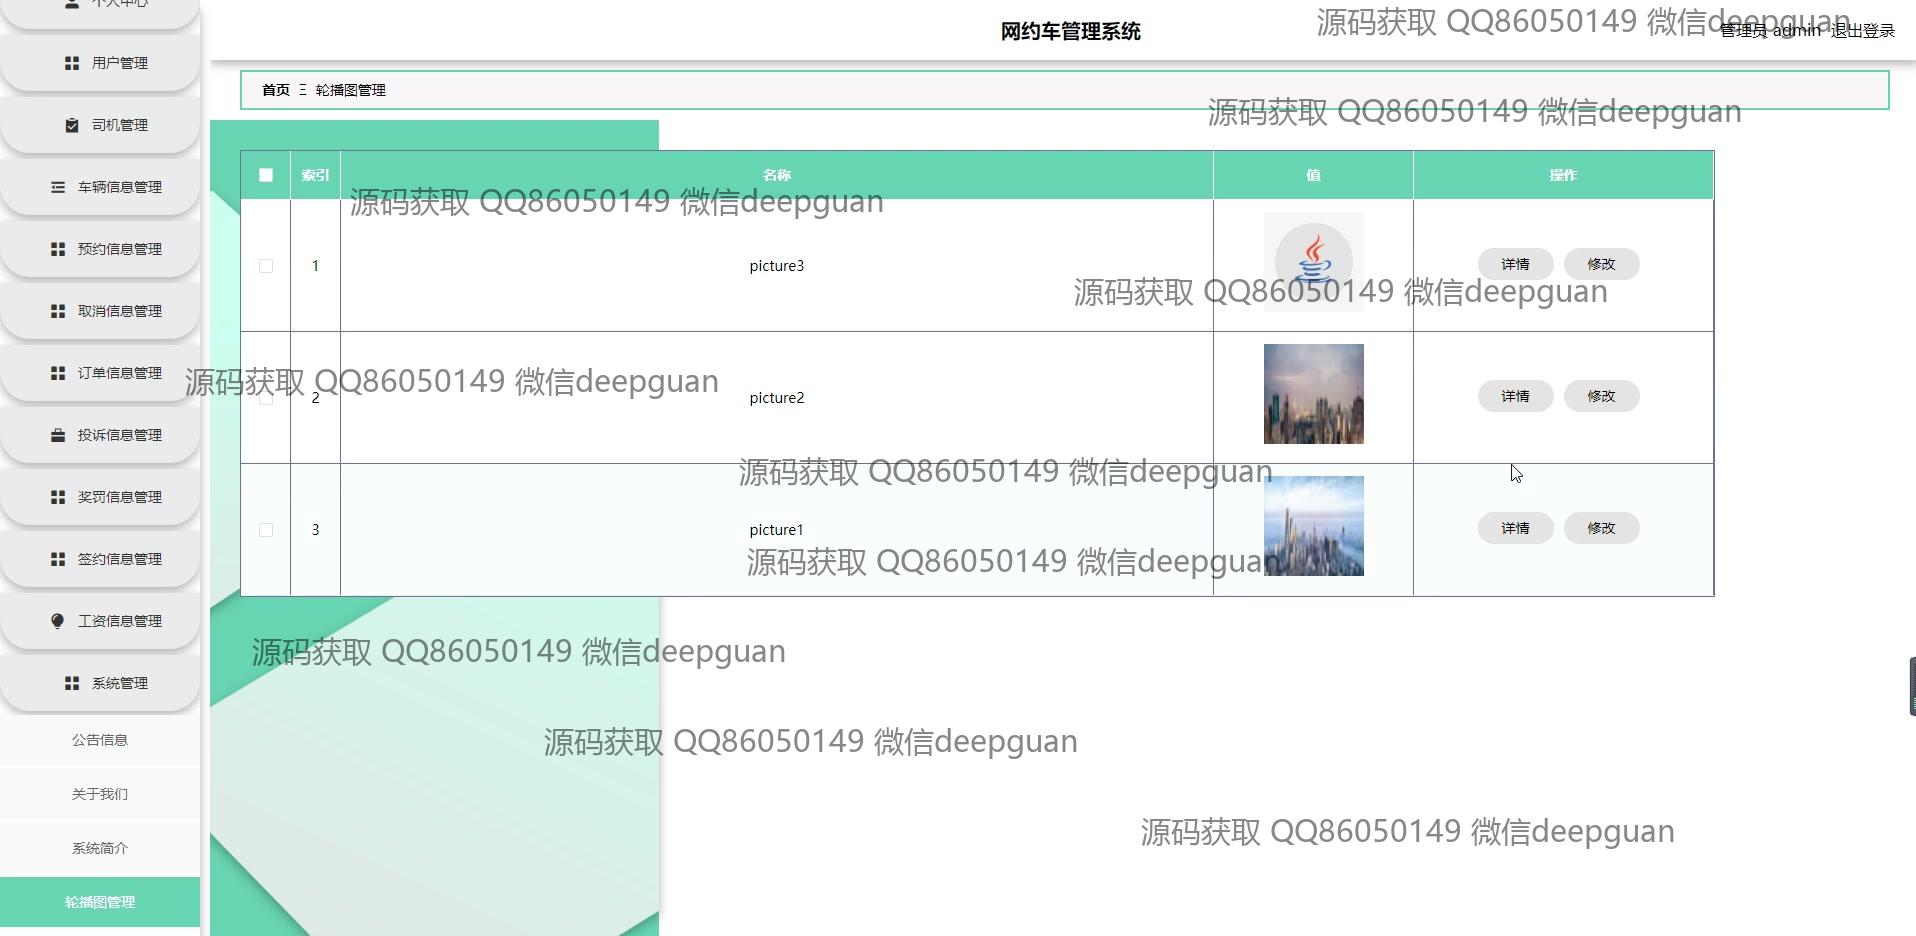 个人中心
用户管理
司机管理
车辆信息管理
预约信息管理
取消信息管理
订单信息管理
投诉信息管理
奖罚信息管理
签约信息管理
工资信息管理
系统管理
公告信息
关于我们
系统简介
轮播图管理
网约车管理系统
管理员 admin 退出登录
首页 Ξ 轮播图管理
索引 名称 值 操作
1 picture3 详情 修改
2 picture2 详情 修改
3 picture1 详情 修改
源码获取 QQ86050149 微信deepguan
源码获取 QQ86050149 微信deepguan
源码获取 QQ86050149 微信deepguan
源码获取 QQ86050149 微信deepguan
源码获取 QQ86050149 微信deepguan
源码获取 QQ86050149 微信deepguan
源码获取 QQ86050149 微信deepguan
源码获取 QQ86050149 微信deepguan
源码获取 QQ86050149 微信deepguan
源码获取 QQ86050149 微信deepguan